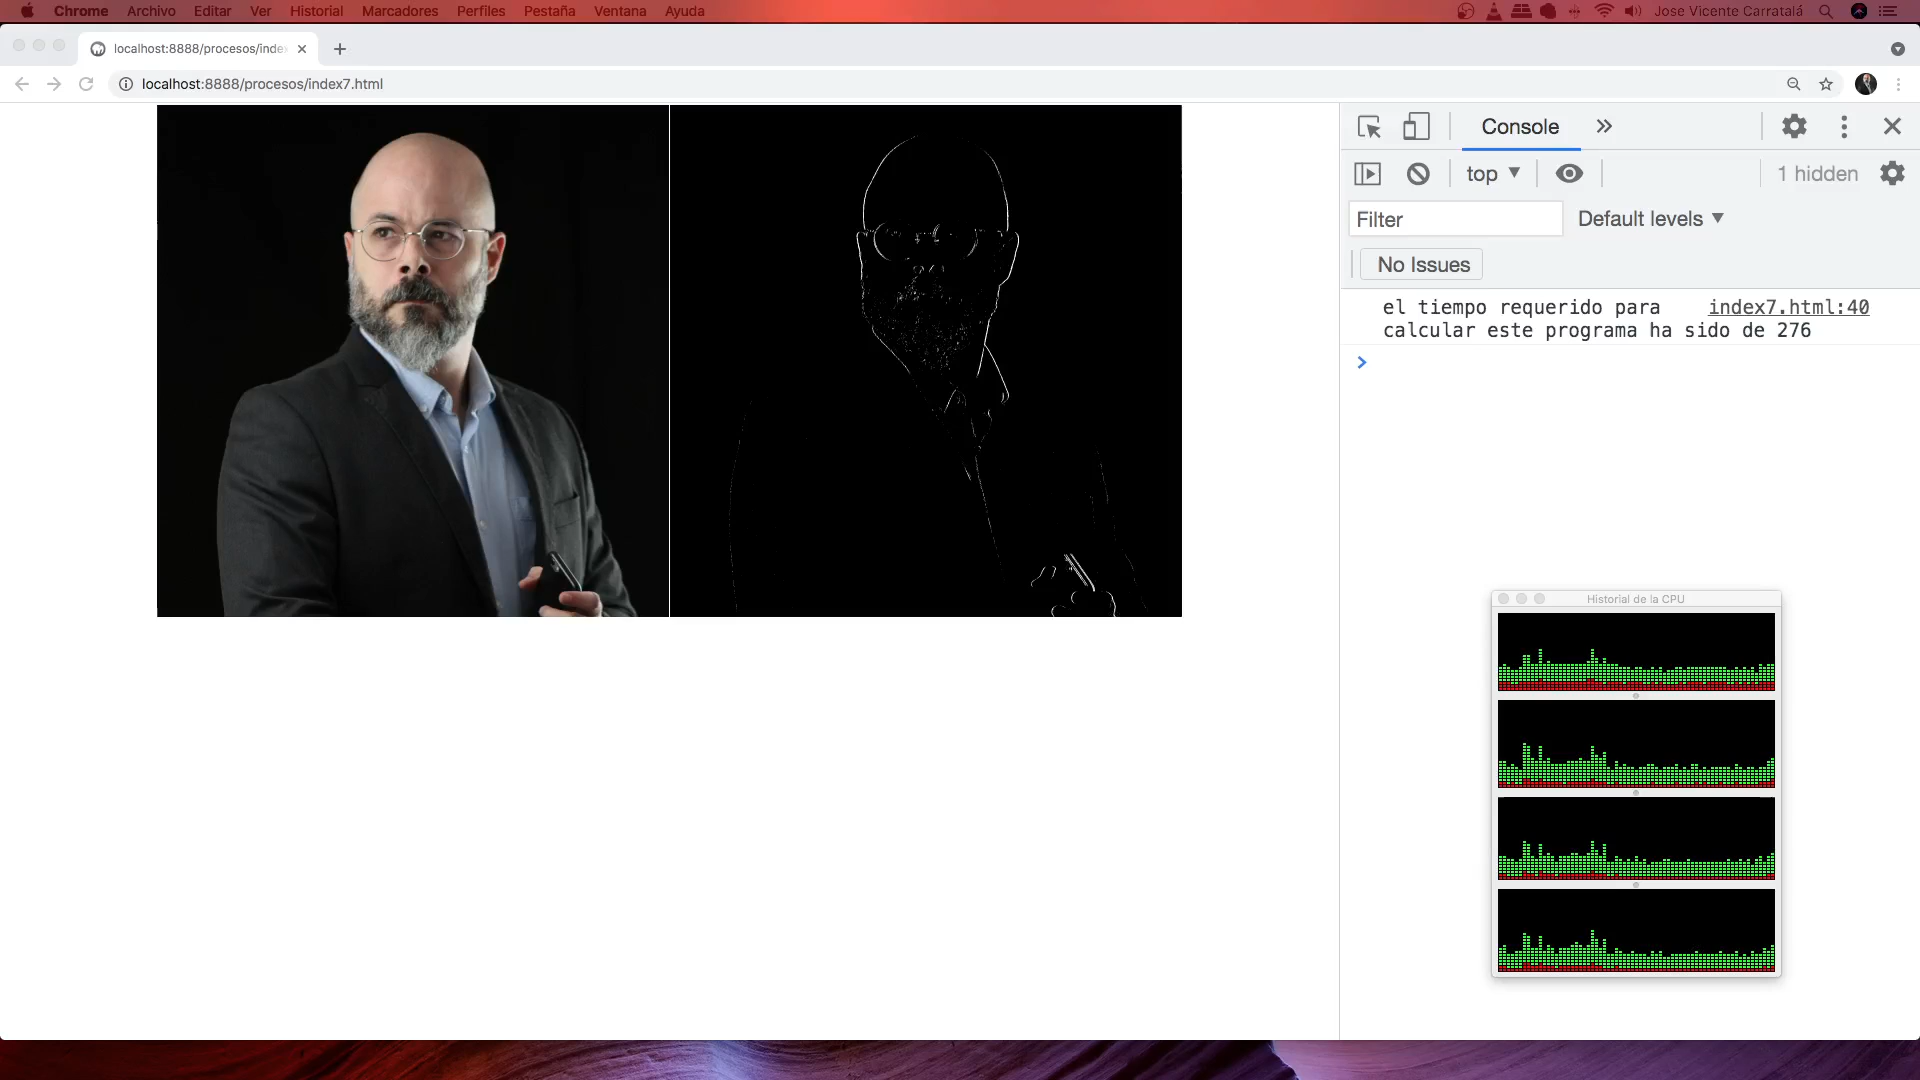 Chrome Archivo Editar Ver Historial Marcadores Perfiles Pestaña Ventana Ayuda Jose Vicente Carratalá
localhost:8888/procesos/inde
localhost:8888/procesos/index7.html
Console
top
1 hidden
Filter
Default levels
No Issues
el tiempo requerido para index7.html:40
calcular este programa ha sido de 276
Historial de la CPU